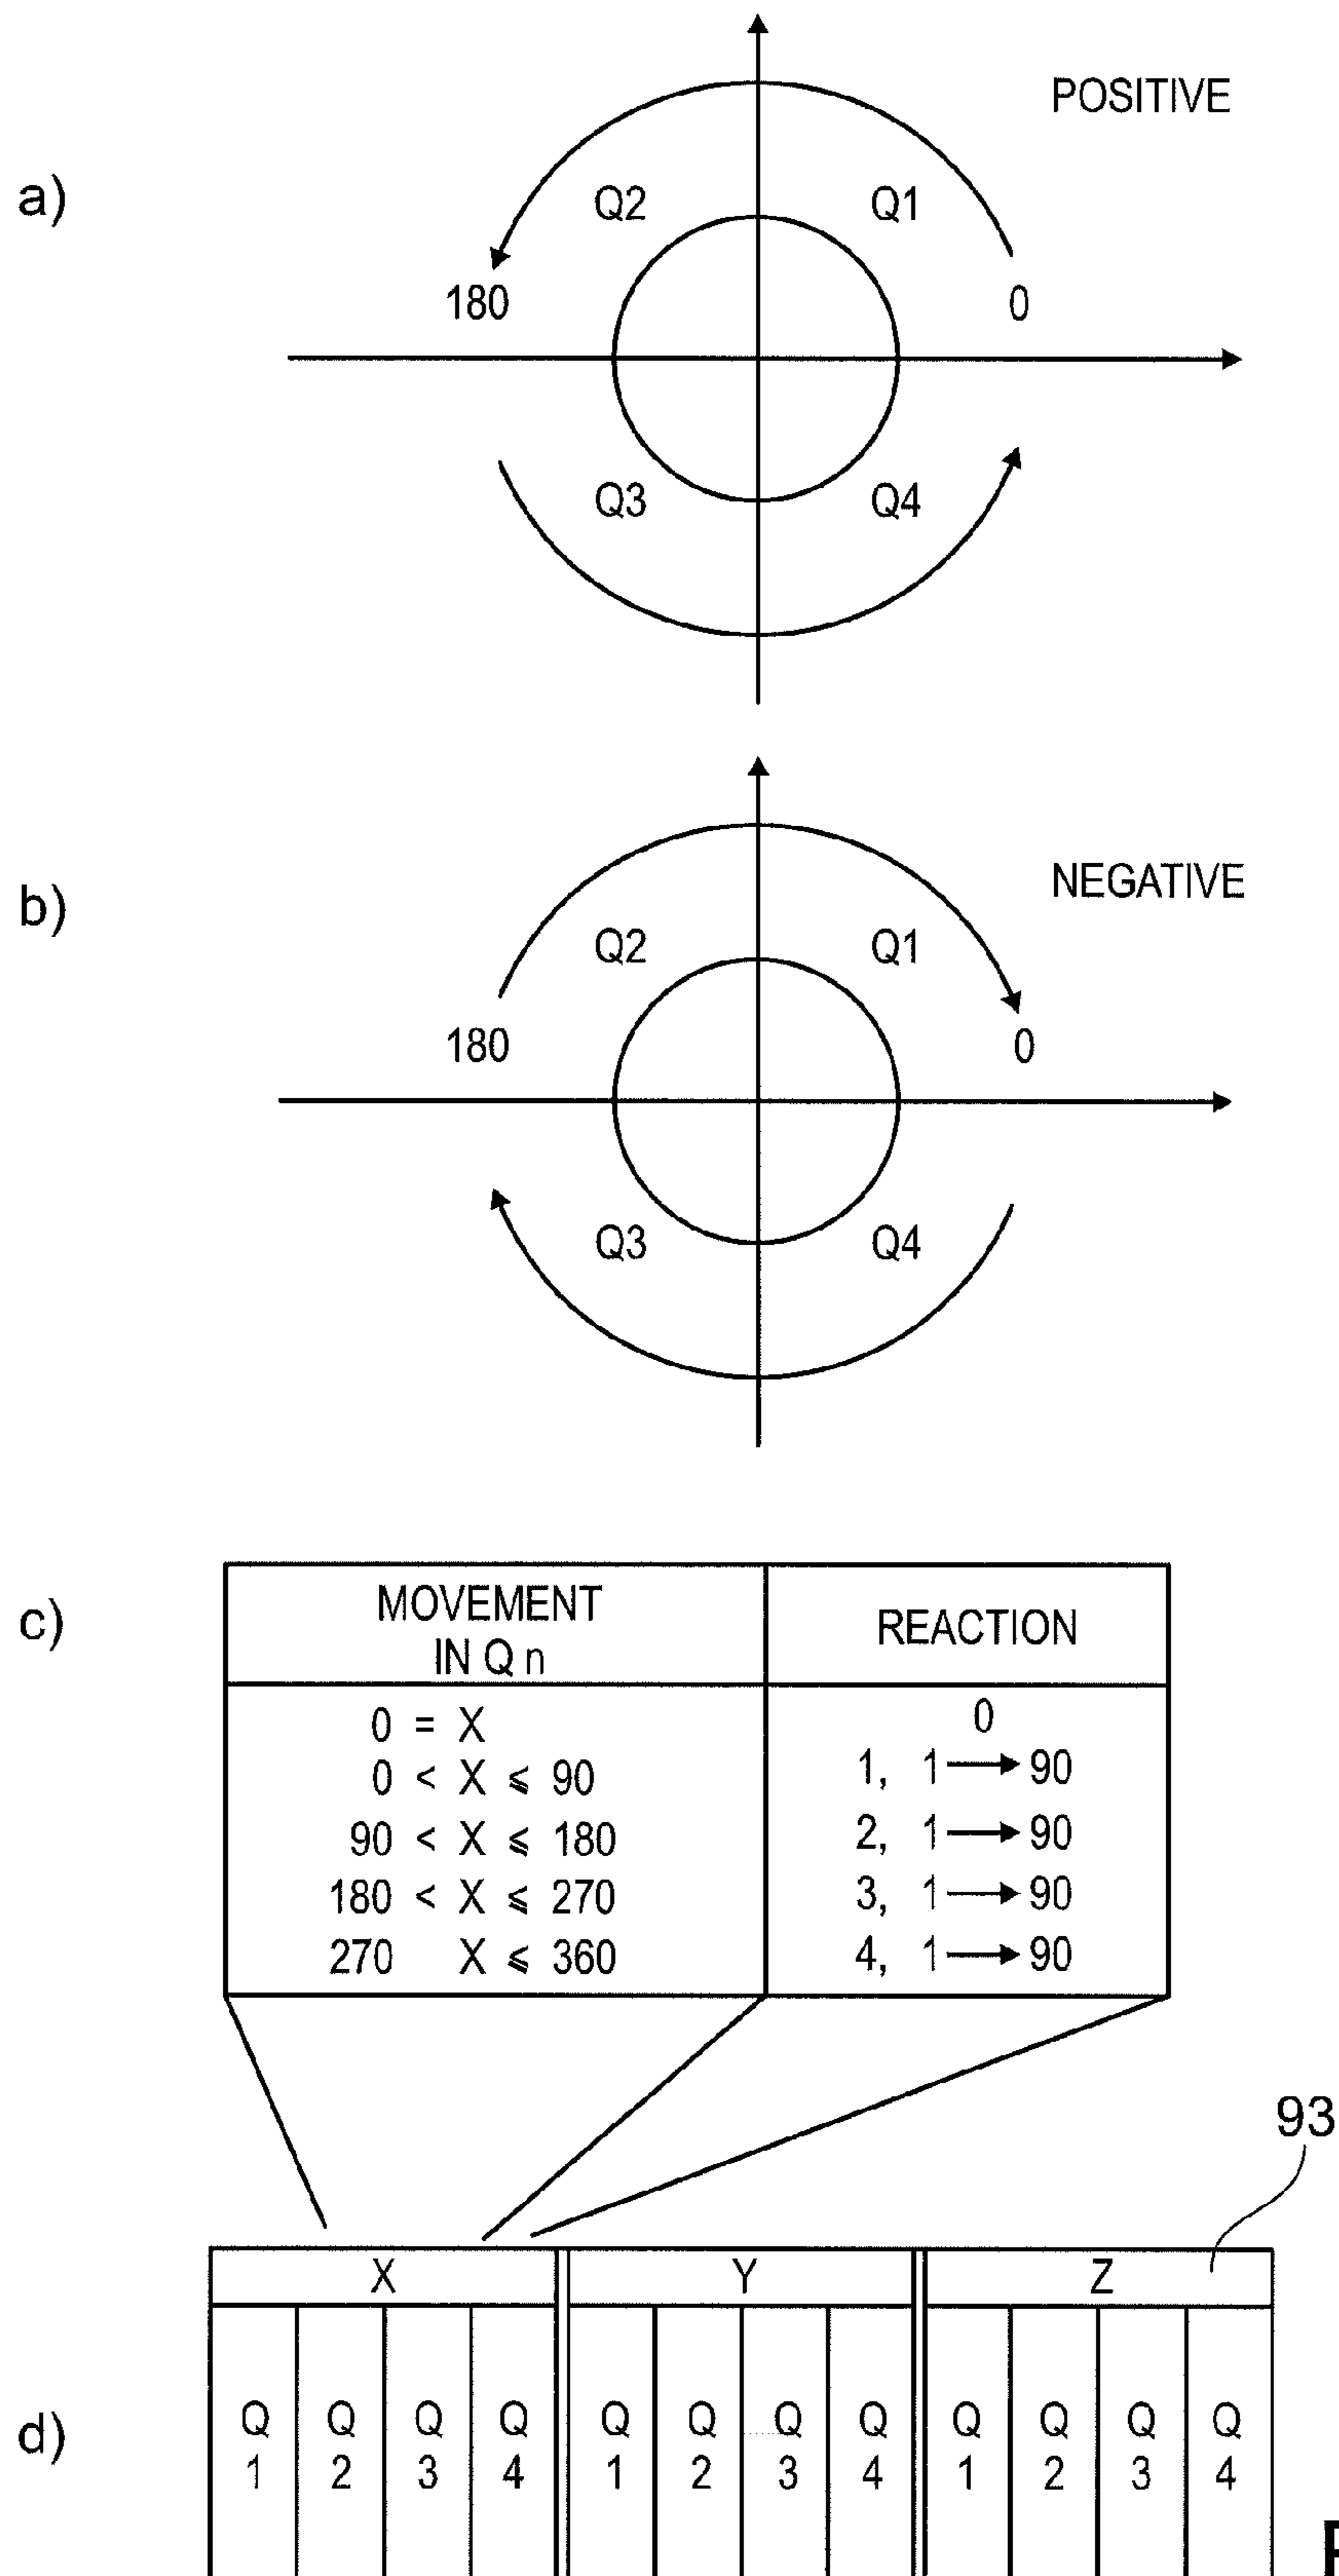 a)
POSITIVE
Q2 Q1
180 0
Q3 Q4
b)
NEGATIVE
Q2 Q1
180 0
Q3 Q4
c)
MOVEMENT
IN Q n
REACTION
0 = X 0
0 < X ⩽ 90 1, 1 → 90
90 < X ⩽ 180 2, 1 → 90
180 < X ⩽ 270 3, 1 → 90
270 X ⩽ 360 4, 1 → 90
93
X Y Z
d)
Q Q Q Q Q Q Q Q Q Q Q Q
1 2 3 4 1 2 3 4 1 2 3 4